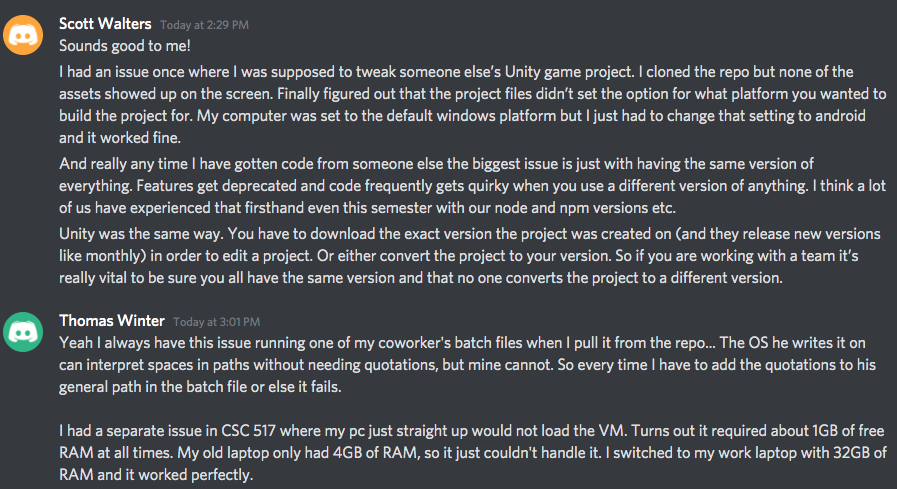 Scott Walters Today at 2:29 PM
Sounds good to me!
I had an issue once where I was supposed to tweak someone else’s Unity game project. I cloned the repo but none of the
assets showed up on the screen. Finally figured out that the project files didn’t set the option for what platform you wanted to
build the project for. My computer was set to the default windows platform but I just had to change that setting to android
and it worked fine.
And really any time I have gotten code from someone else the biggest issue is just with having the same version of
everything. Features get deprecated and code frequently gets quirky when you use a different version of anything. I think a lot
of us have experienced that firsthand even this semester with our node and npm versions etc.
Unity was the same way. You have to download the exact version the project was created on (and they release new versions
like monthly) in order to edit a project. Or either convert the project to your version. So if you are working with a team it’s
really vital to be sure you all have the same version and that no one converts the project to a different version.
Thomas Winter Today at 3:01 PM
Yeah I always have this issue running one of my coworker's batch files when I pull it from the repo... The OS he writes it on
can interpret spaces in paths without needing quotations, but mine cannot. So every time I have to add the quotations to his
general path in the batch file or else it fails.
I had a separate issue in CSC 517 where my pc just straight up would not load the VM. Turns out it required about 1GB of free
RAM at all times. My old laptop only had 4GB of RAM, so it just couldn't handle it. I switched to my work laptop with 32GB of
RAM and it worked perfectly.